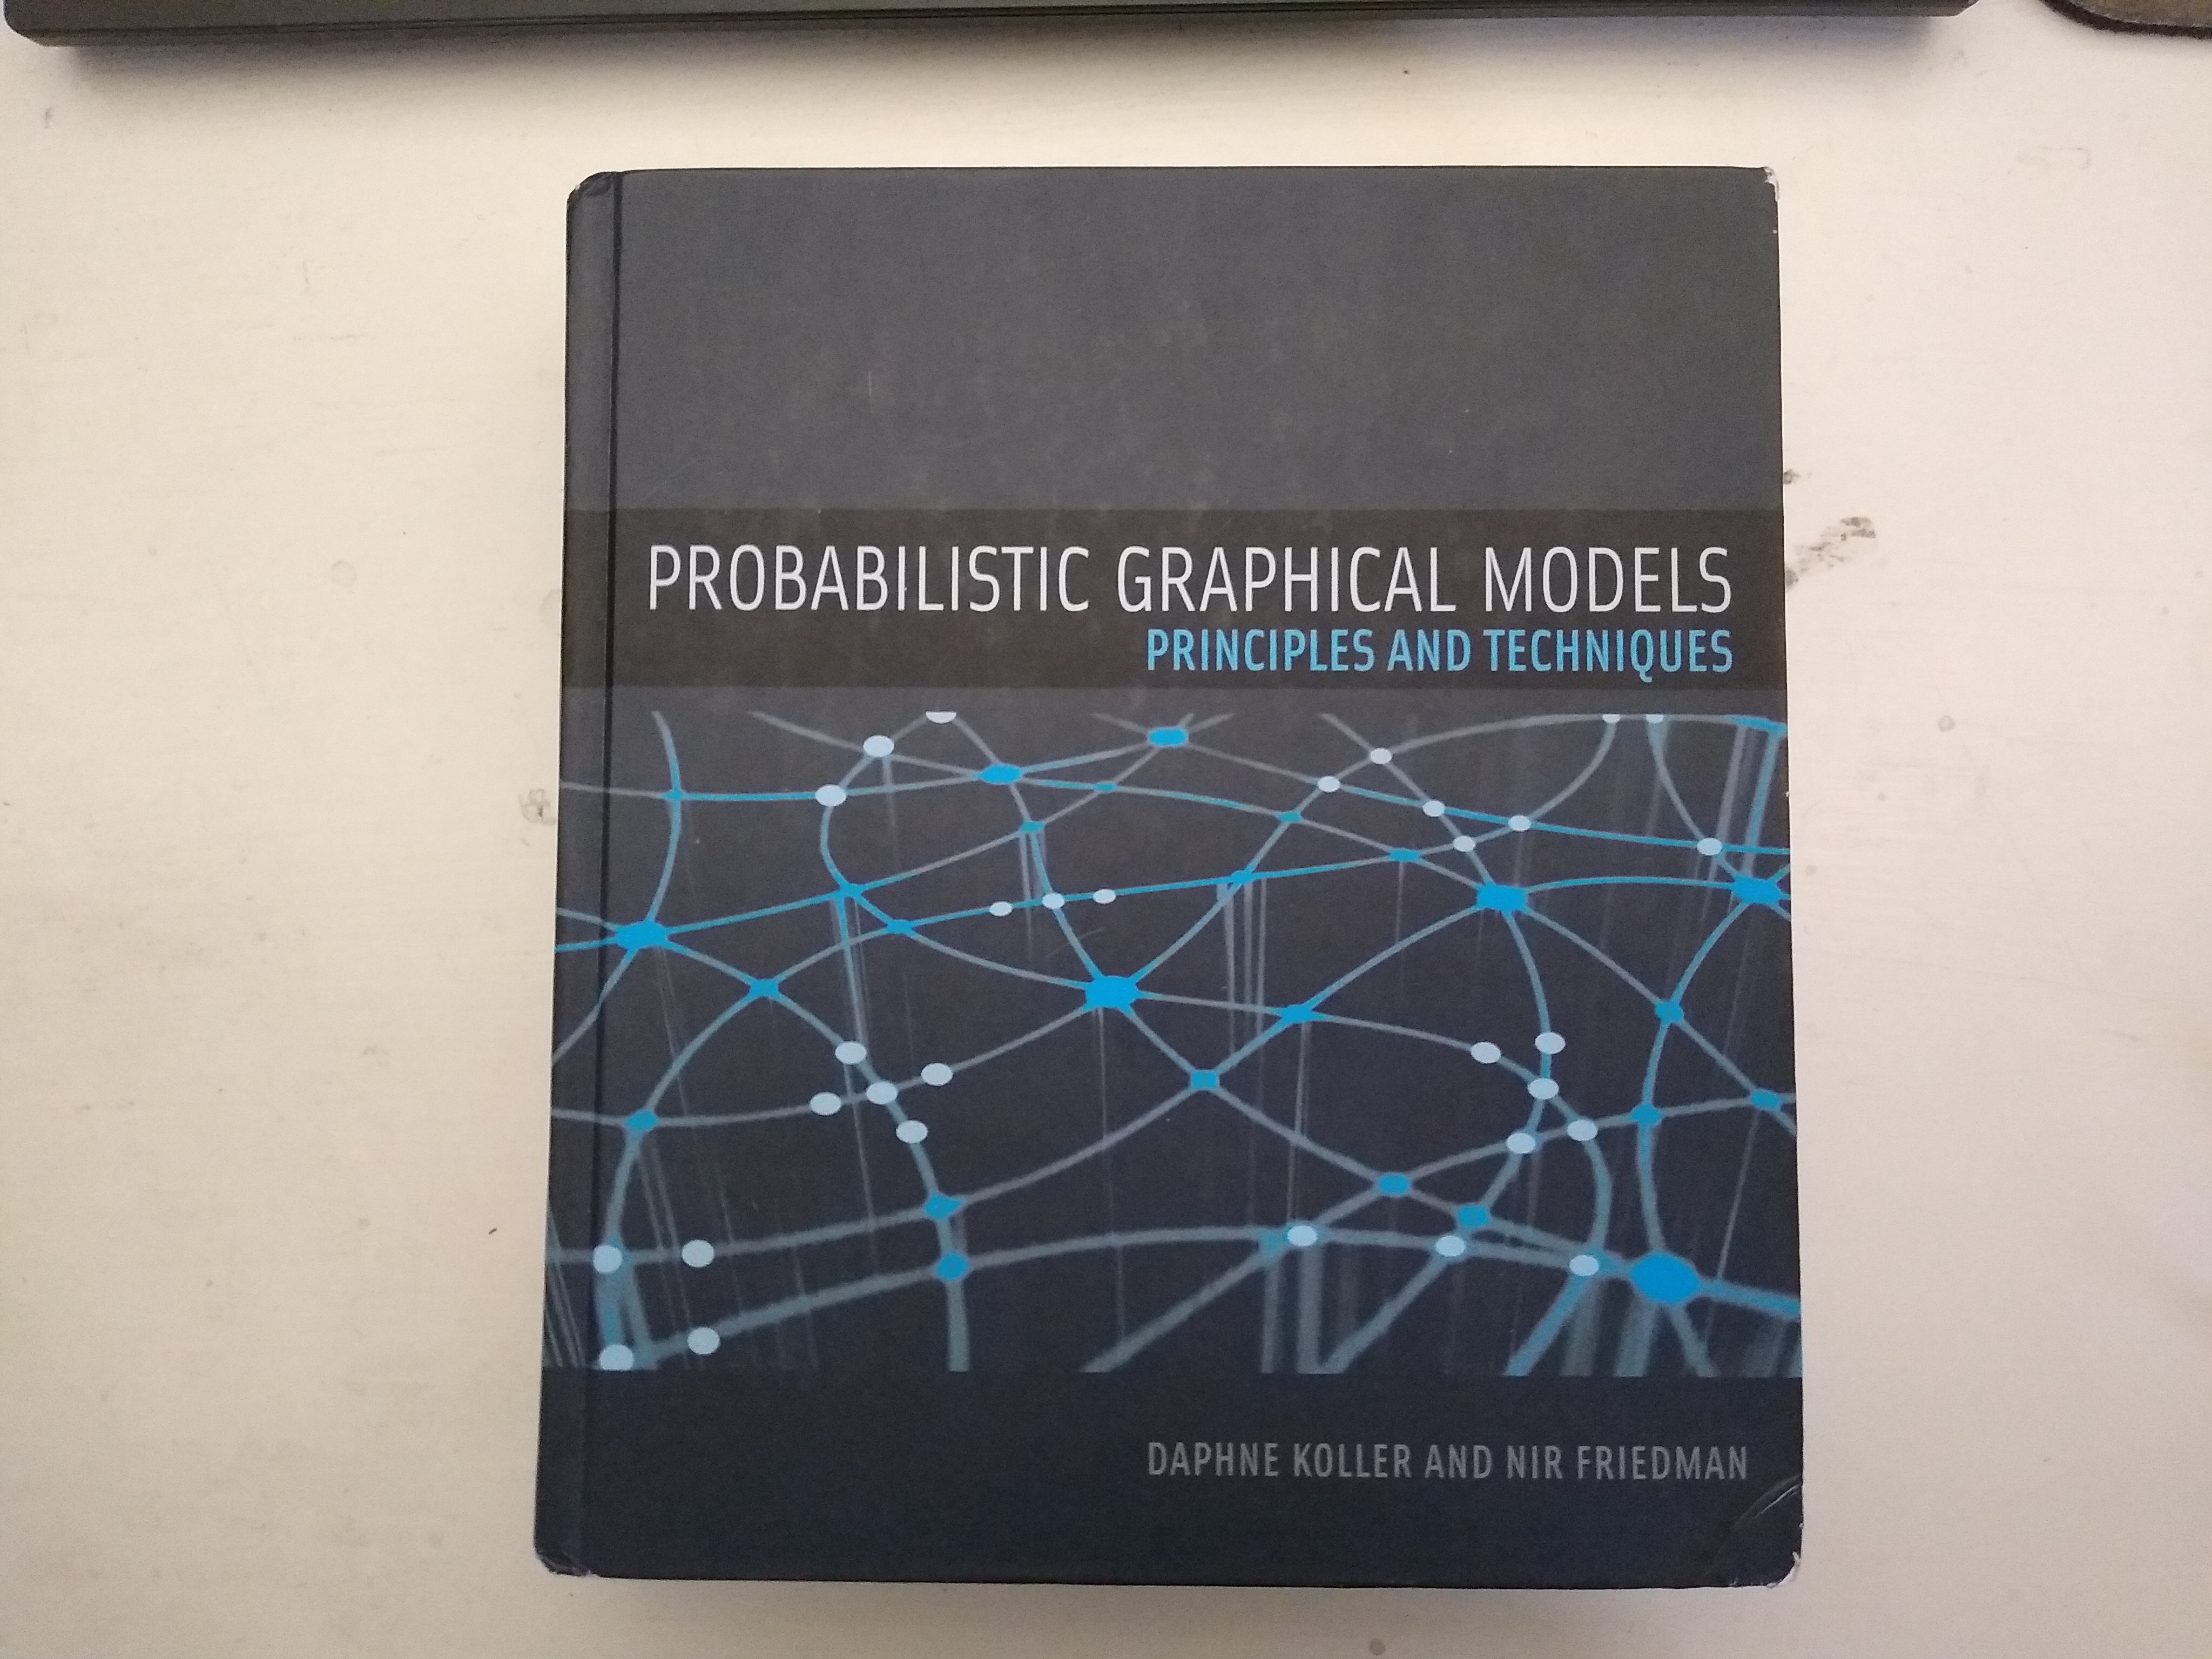 PROBABILISTIC GRAPHICAL MODELS
PRINCIPLES AND TECHNIQUES
DAPHNE KOLLER AND NIR FRIEDMAN